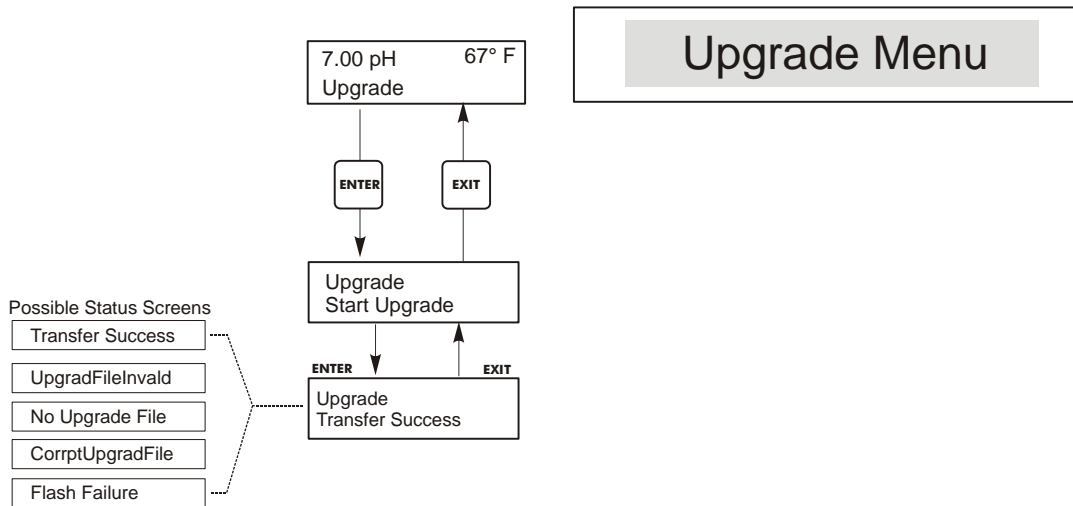 Upgrade Menu
7.00 pH 67° F
Upgrade
ENTER EXIT
Upgrade
Start Upgrade
ENTER EXIT
Upgrade
Transfer Success
Possible Status Screens
Transfer Success
UpgradFileInvald
No Upgrade File
CorrptUpgradFile
Flash Failure